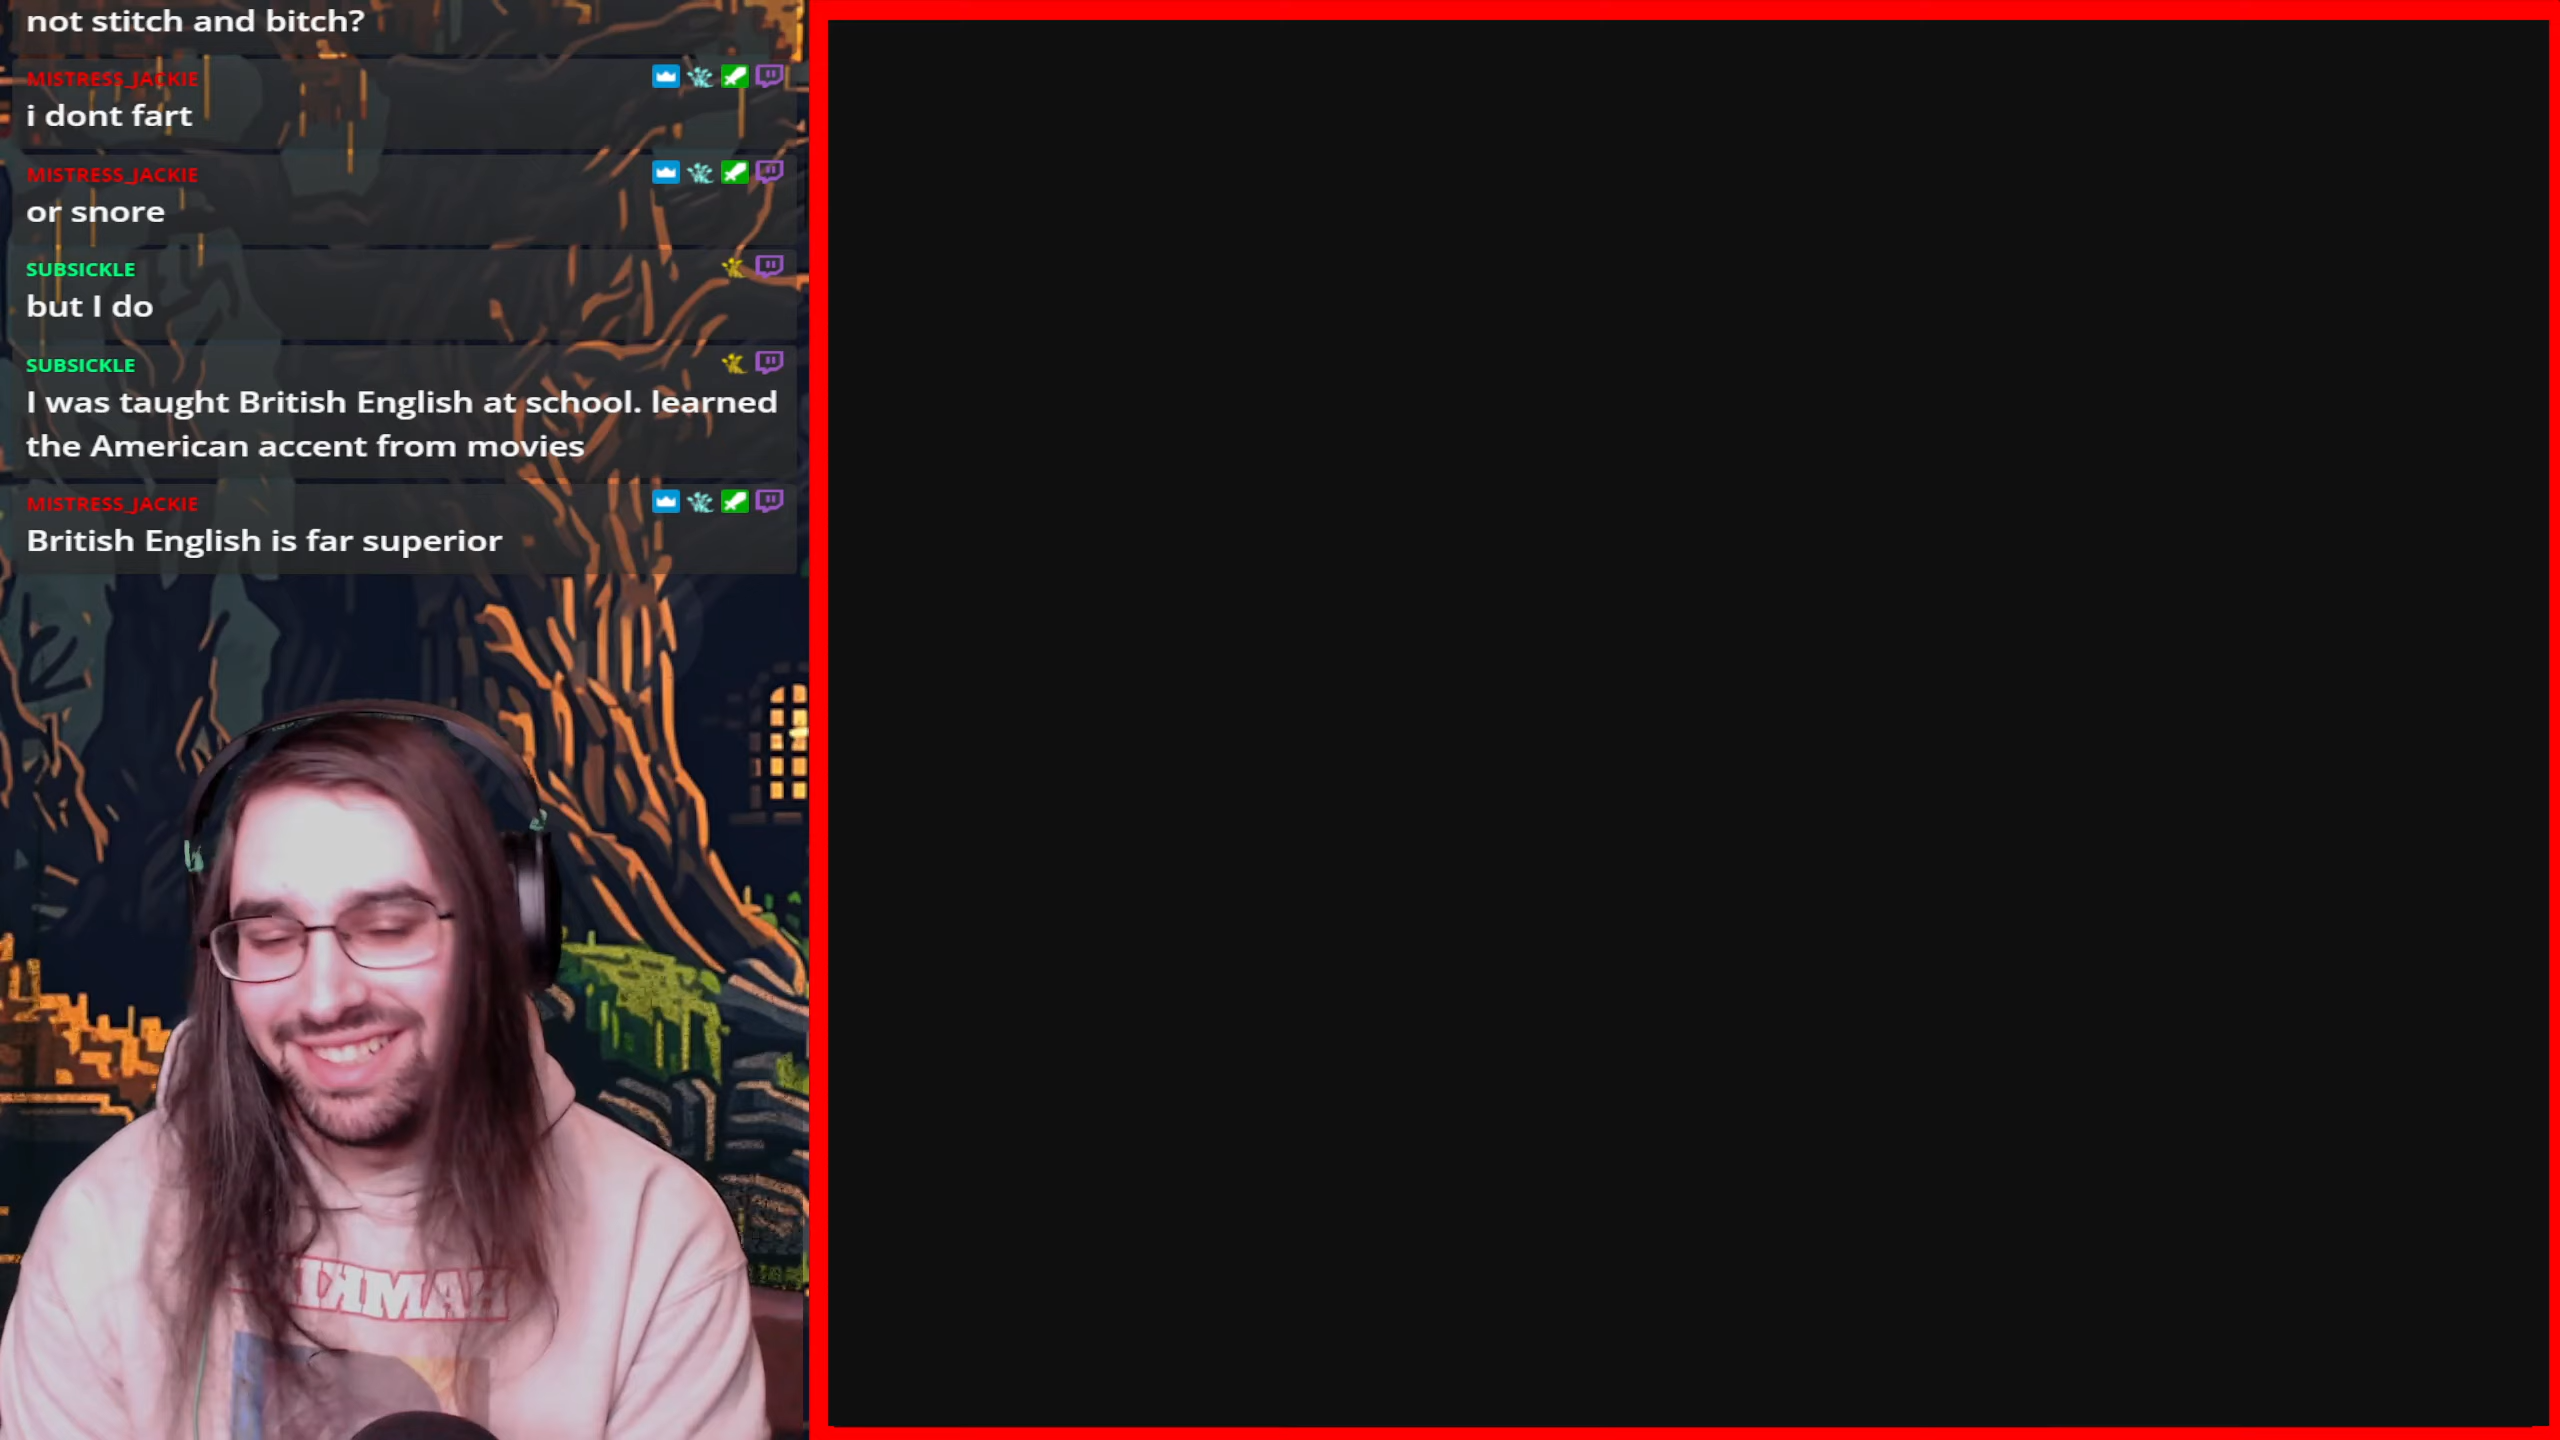 not stitch and bitch?
MISTRESS_JACKIE
i dont fart
MISTRESS_JACKIE
or snore
SUBSICKLE
but I do
SUBSICKLE
I was taught British English at school. learned
the American accent from movies
MISTRESS_JACKIE
British English is far superior